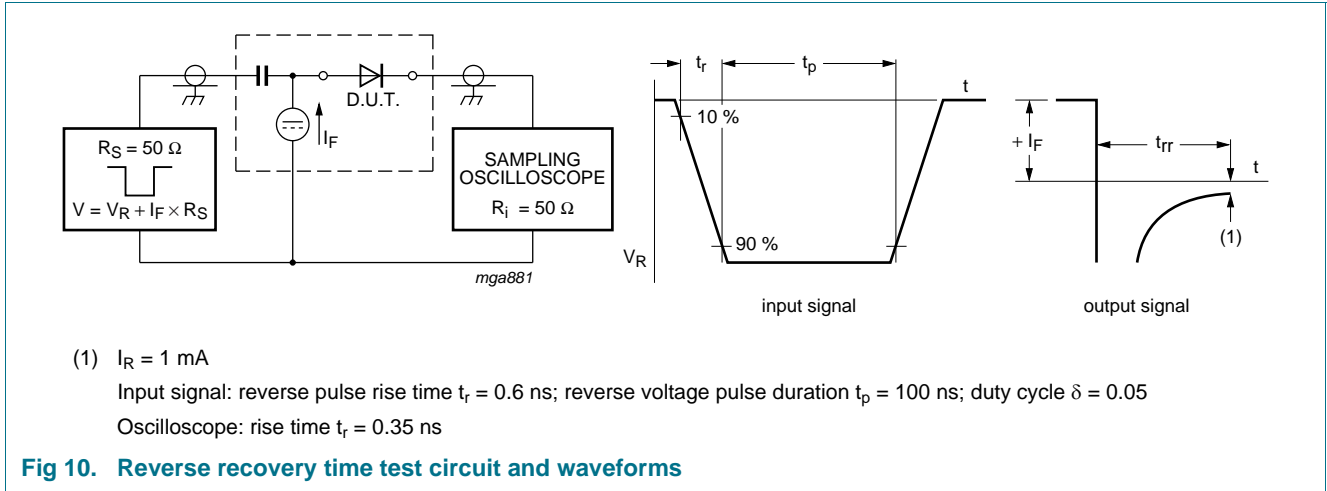 D.U.T.
I_F
R_S = 50 Ω
V = V_R + I_F × R_S
SAMPLING
OSCILLOSCOPE
R_i = 50 Ω
mga881
t_r
t_p
t
10 %
90 %
V_R
input signal
+ I_F
t_rr
t
(1)
output signal
(1) I_R = 1 mA
Input signal: reverse pulse rise time t_r = 0.6 ns; reverse voltage pulse duration t_p = 100 ns; duty cycle δ = 0.05
Oscilloscope: rise time t_r = 0.35 ns
Fig 10. Reverse recovery time test circuit and waveforms